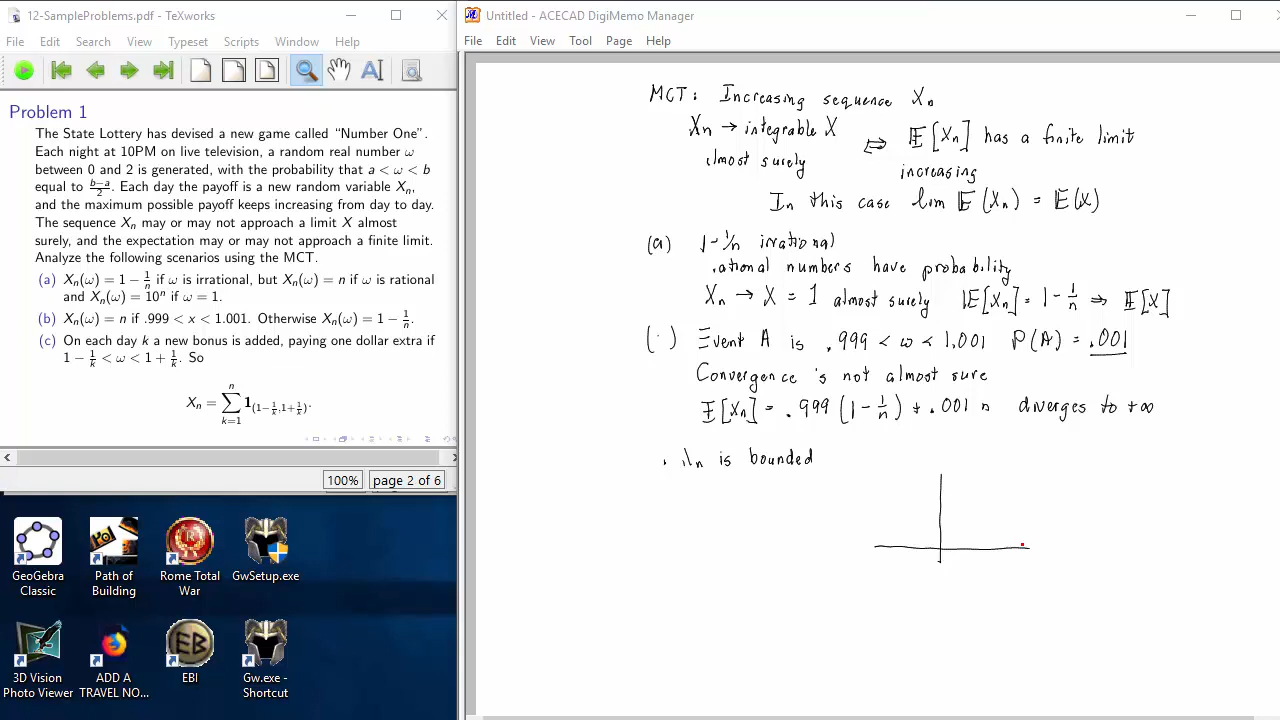 12-SampleProblems.pdf - TeXworks
File Edit Search View Typeset Scripts Window Help
Problem 1
The State Lottery has devised a new game called “Number One”.
Each night at 10PM on live television, a random real number ω
between 0 and 2 is generated, with the probability that a < ω < b
equal to (b−a)/2. Each day the payoff is a new random variable Xₙ,
and the maximum possible payoff keeps increasing from day to day.
The sequence Xₙ may or may not approach a limit X almost
surely, and the expectation may or may not approach a finite limit.
Analyze the following scenarios using the MCT.
(a) Xₙ(ω) = 1 − 1/n if ω is irrational, but Xₙ(ω) = n if ω is rational
and Xₙ(ω) = 10ⁿ if ω = 1.
(b) Xₙ(ω) = n if .999 < x < 1.001. Otherwise Xₙ(ω) = 1 − 1/n.
(c) On each day k a new bonus is added, paying one dollar extra if
1 − 1/k < ω < 1 + 1/k. So
Xₙ = ∑_{k=1}^{n} 1_{(1−1/k,1+1/k)}.
100% page 2 of 6
GeoGebra Classic
Path of Building
Rome Total War
GwSetup.exe
3D Vision Photo Viewer
ADD A TRAVEL NO...
EBI
Gw.exe - Shortcut
Untitled - ACECAD DigiMemo Manager
File Edit View Tool Page Help
MCT: Increasing sequence Xₙ
Xₙ → integrable X ⇔ E[Xₙ] has a finite limit
almost surely increasing
In this case lim E(Xₙ) = E(X)
(a) 1 − 1/n irrational
rational numbers have probability
Xₙ → X = 1 almost surely E[Xₙ] = 1 − 1/n ⇒ E[X]
Event A is .999 < ω < 1.001 P(A) = .001
Convergence is not almost sure
E[Xₙ] = .999 (1 − 1/n) + .001 n diverges to +∞
is bounded